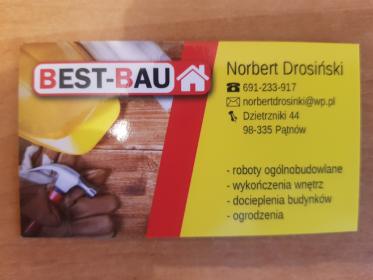 BEST-BAU
Norbert Drosiński
691-233-917
norbertdrosinki@wp.pl
Dzietrzniki 44
98-335 Pątnów
- roboty ogólnobudowlane
- wykończenia wnętrz
- docieplenia budynków
- ogrodzenia